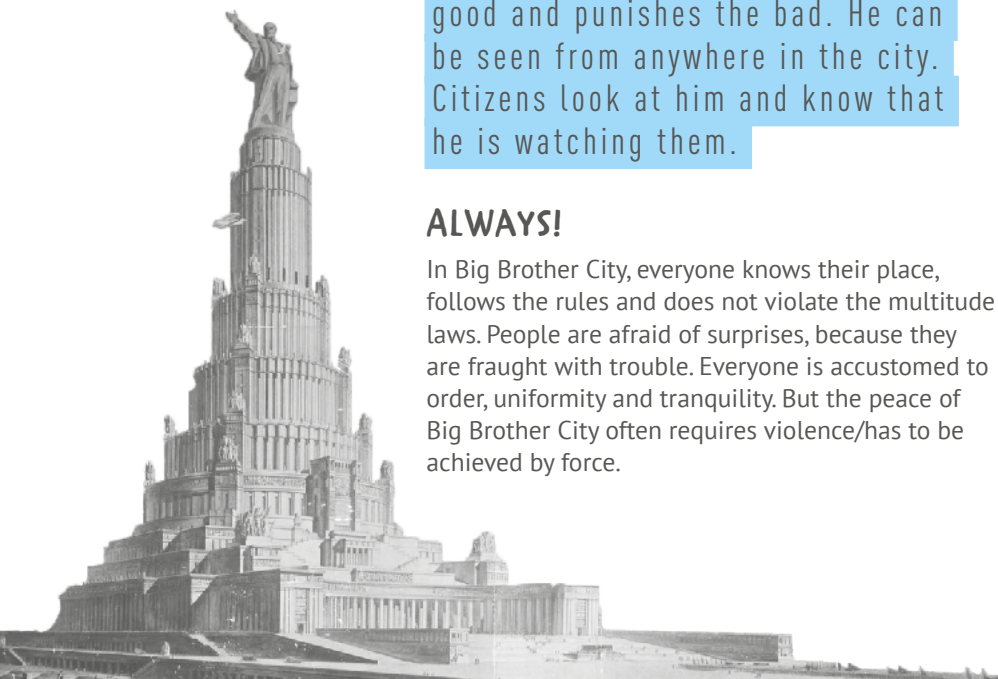 good and punishes the bad. He can
be seen from anywhere in the city.
Citizens look at him and know that
he is watching them.
ALWAYS!
In Big Brother City, everyone knows their place,
follows the rules and does not violate the multitude
laws. People are afraid of surprises, because they
are fraught with trouble. Everyone is accustomed to
order, uniformity and tranquility. But the peace of
Big Brother City often requires violence/has to be
achieved by force.